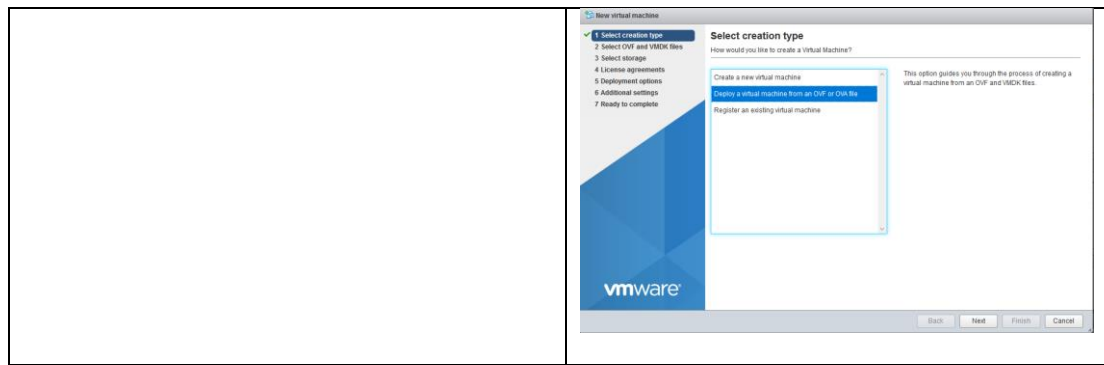 New virtual machine
1 Select creation type
2 Select OVF and VMDK files
3 Select storage
4 License agreements
5 Deployment options
6 Additional settings
7 Ready to complete
vmware
Select creation type
How would you like to create a Virtual Machine?
Create a new virtual machine
Deploy a virtual machine from an OVF or OVA file
Register an existing virtual machine
This option guides you through the process of creating a
virtual machine from an OVF and VMDK files.
Back Next Finish Cancel